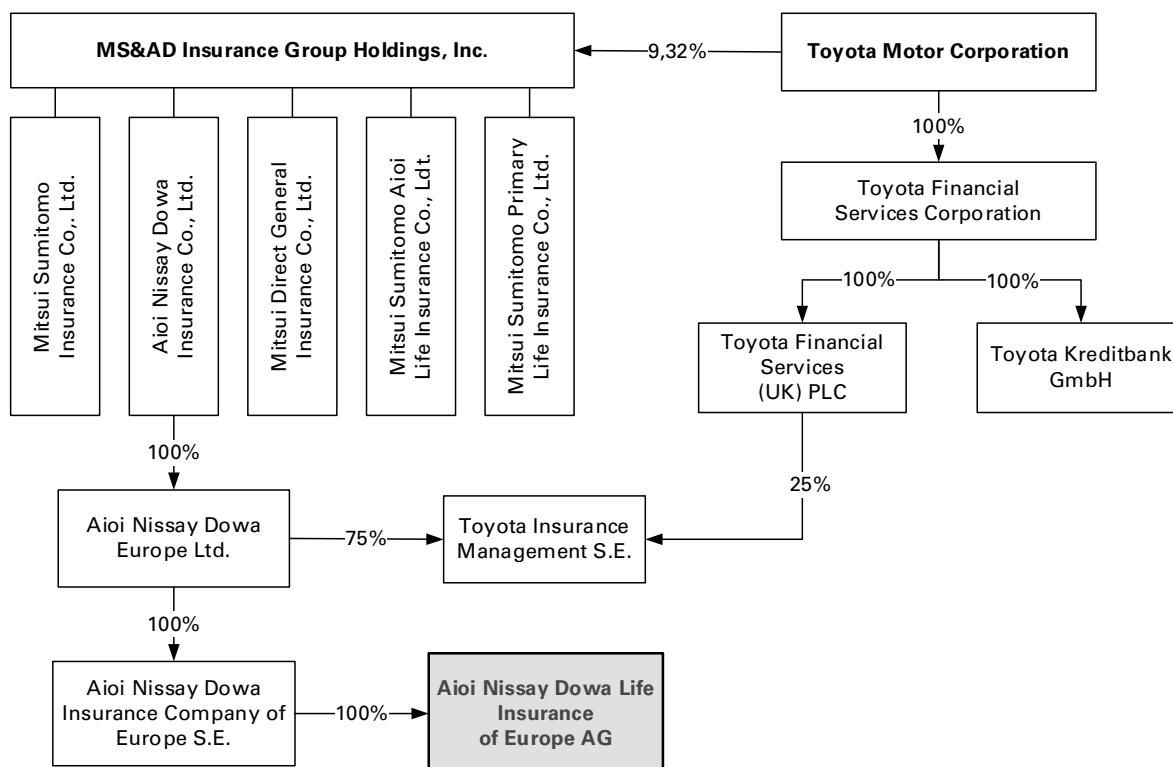 MS&AD Insurance Group Holdings, Inc.
9,32%
Toyota Motor Corporation
Mitsui Sumitomo
Insurance Co,. Ltd.
Aioi Nissay Dowa
Insurance Co., Ltd.
Mitsui Direct General
Insurance Co., Ltd.
Mitsui Sumitomo Aioi
Life Insurance Co., Ldt.
Mitsui Sumitomo Primary
Life Insurance Co., Ltd.
100%
Toyota Financial
Services Corporation
100%
100%
Toyota Financial
Services
(UK) PLC
Toyota Kreditbank
GmbH
100%
25%
Aioi Nissay Dowa
Europe Ltd.
75%
Toyota Insurance
Management S.E.
100%
Aioi Nissay Dowa
Insurance Company of
Europe S.E.
100%
Aioi Nissay Dowa Life
Insurance
of Europe AG